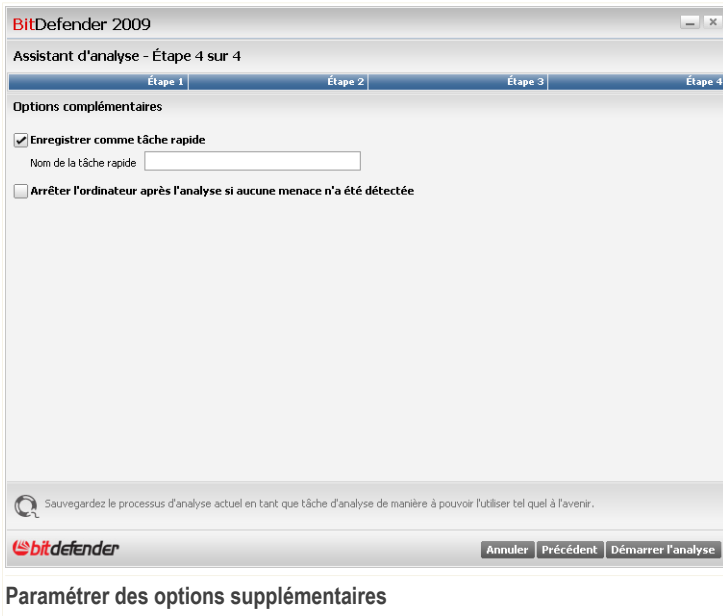 BitDefender 2009
Assistant d'analyse - Étape 4 sur 4
Étape 1 Étape 2 Étape 3 Étape 4
Options complémentaires
Enregistrer comme tâche rapide
Nom de la tâche rapide
Arrêter l'ordinateur après l'analyse si aucune menace n'a été détectée
Sauvegardez le processus d'analyse actuel en tant que tâche d'analyse de manière à pouvoir l'utiliser tel quel à l'avenir.
bitdefender Annuler Précédent Démarrer l'analyse
Paramétrer des options supplémentaires